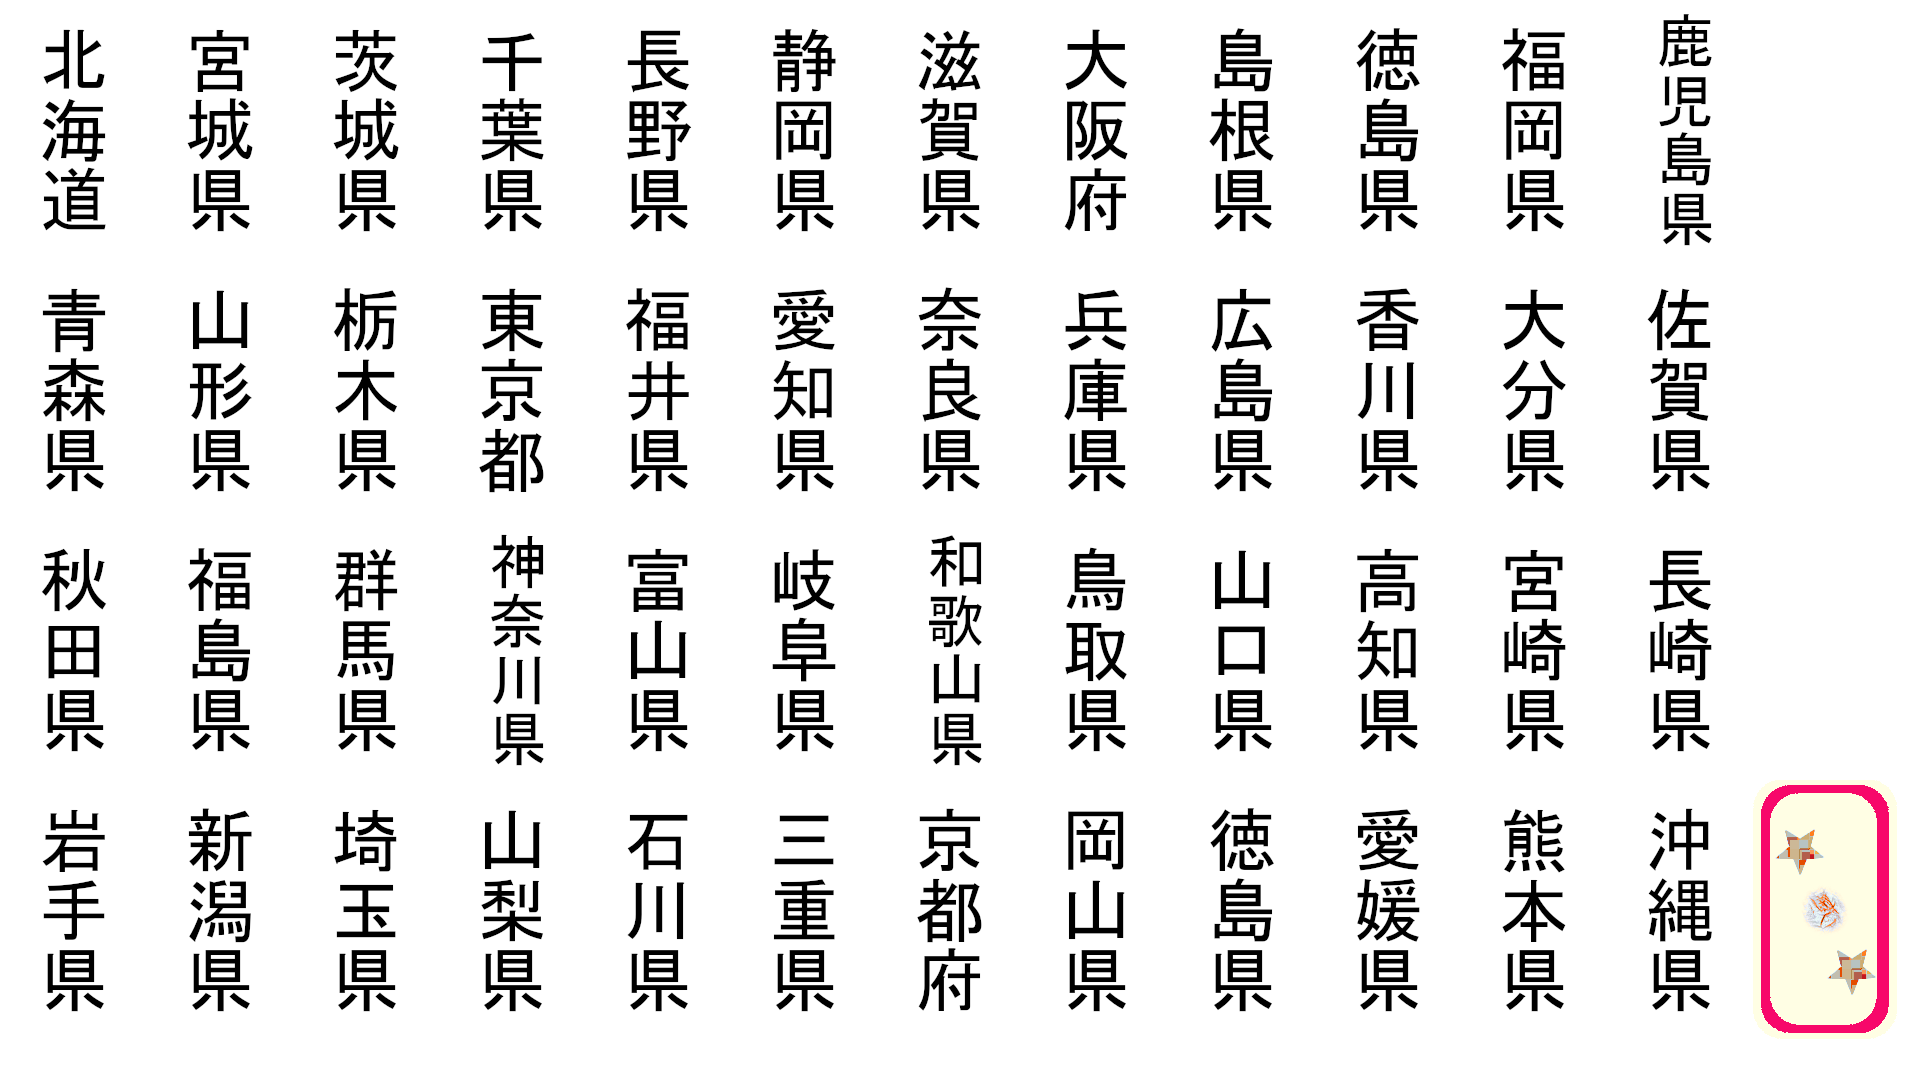 北海道
青森県
秋田県
岩手県
宮城県
山形県
福島県
新潟県
茨城県
栃木県
群馬県
埼玉県
千葉県
東京都
神奈川県
山梨県
長野県
福井県
富山県
石川県
静岡県
愛知県
岐阜県
三重県
滋賀県
奈良県
和歌山県
京都府
大阪府
兵庫県
鳥取県
岡山県
島根県
広島県
山口県
徳島県
徳島県
香川県
高知県
愛媛県
福岡県
大分県
宮崎県
熊本県
鹿児島県
佐賀県
長崎県
沖縄県